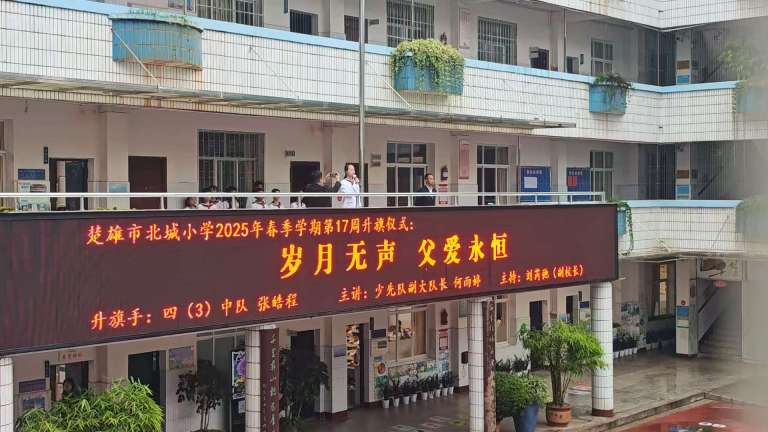 楚雄市北城小学2025年春季学期第17周升旗仪式：
岁月无声 父爱永恒
升旗手：四（3）中队 张皓程 主讲：少先队副大队长 何雨婷 主持：刘芮艳（副校长）